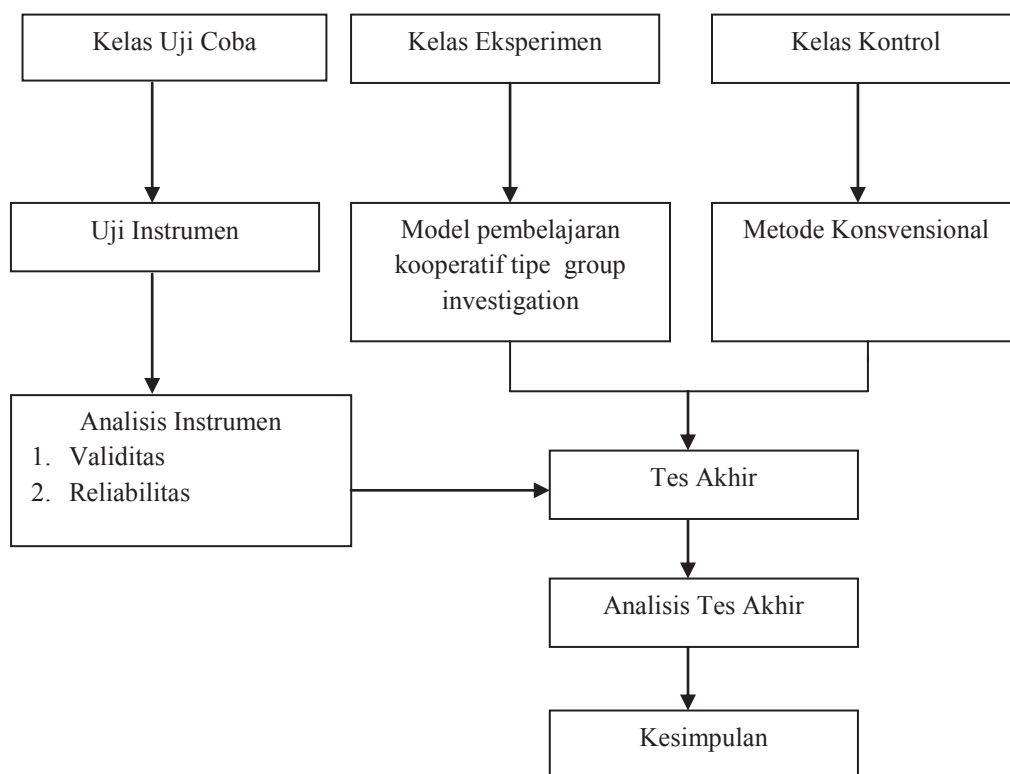 Kelas Uji Coba
Kelas Eksperimen
Kelas Kontrol
Uji Instrumen
Model pembelajaran
kooperatif tipe group
investigation
Metode Konsvensional
Analisis Instrumen
1. Validitas
2. Reliabilitas
Tes Akhir
Analisis Tes Akhir
Kesimpulan